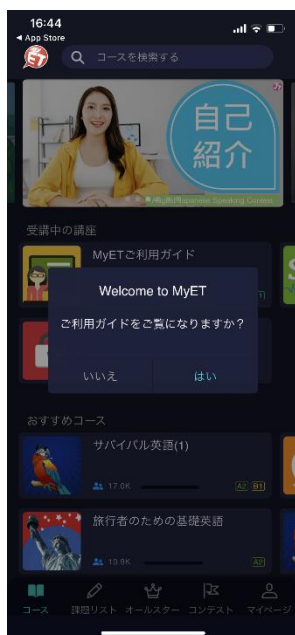 16:44
◀ App Store
ET
コースを検索する
自己
紹介
受講中の講座
MyETご利用ガイド
Welcome to MyET
ご利用ガイドをご覧になりますか？
いいえ
はい
おすすめコース
サバイバル英語(1)
17.0K
A2 B1
旅行者のための基礎英語
A2
コース
課題リスト
オールスター
コンテスト
マイページ